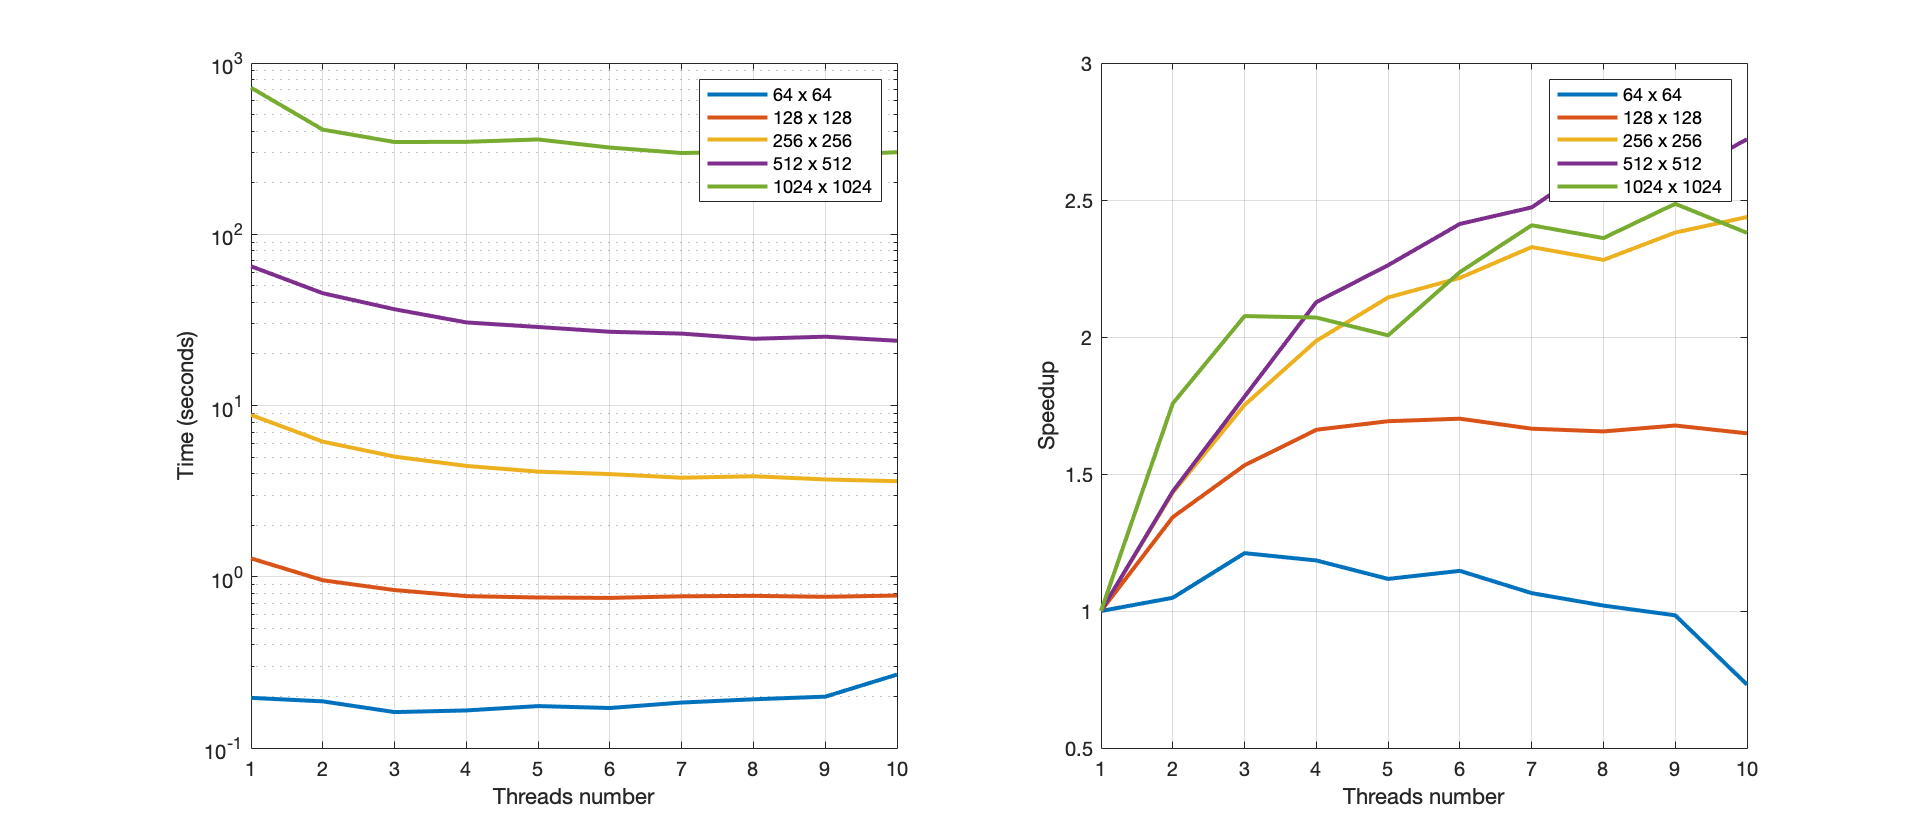 10^3
10^2
10^1
10^0
10^-1
Time (seconds)
1 2 3 4 5 6 7 8 9 10
Threads number
64 x 64
128 x 128
256 x 256
512 x 512
1024 x 1024
3
2.5
2
1.5
1
0.5
Speedup
1 2 3 4 5 6 7 8 9 10
Threads number
64 x 64
128 x 128
256 x 256
512 x 512
1024 x 1024